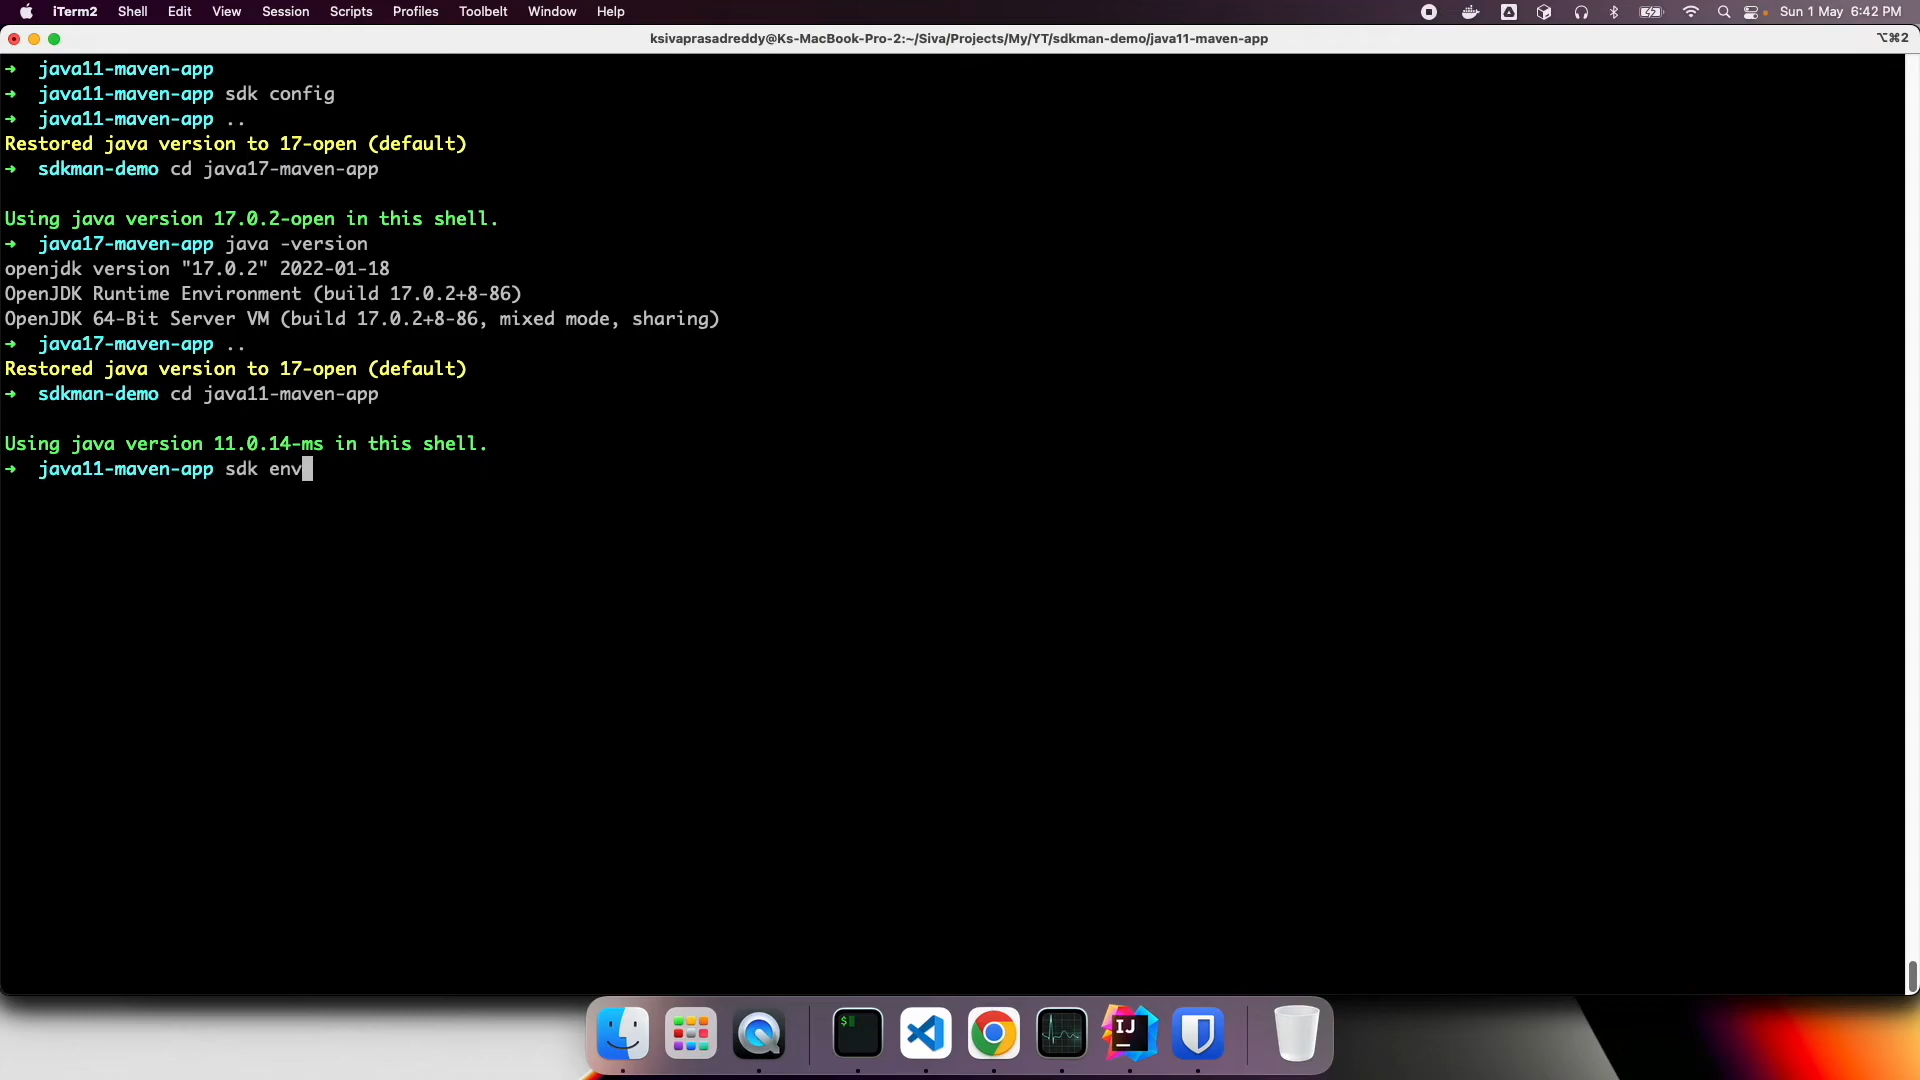 iTerm2 Shell Edit View Session Scripts Profiles Toolbelt Window Help Sun 1 May 6:42 PM
ksivaprasadreddy@Ks-MacBook-Pro-2:~/Siva/Projects/My/YT/sdkman-demo/java11-maven-app ⌥⌘2
➜ java11-maven-app
➜ java11-maven-app sdk config
➜ java11-maven-app ..
Restored java version to 17-open (default)
➜ sdkman-demo cd java17-maven-app
Using java version 17.0.2-open in this shell.
➜ java17-maven-app java -version
openjdk version "17.0.2" 2022-01-18
OpenJDK Runtime Environment (build 17.0.2+8-86)
OpenJDK 64-Bit Server VM (build 17.0.2+8-86, mixed mode, sharing)
➜ java17-maven-app ..
Restored java version to 17-open (default)
➜ sdkman-demo cd java11-maven-app
Using java version 11.0.14-ms in this shell.
➜ java11-maven-app sdk env
$
IJ